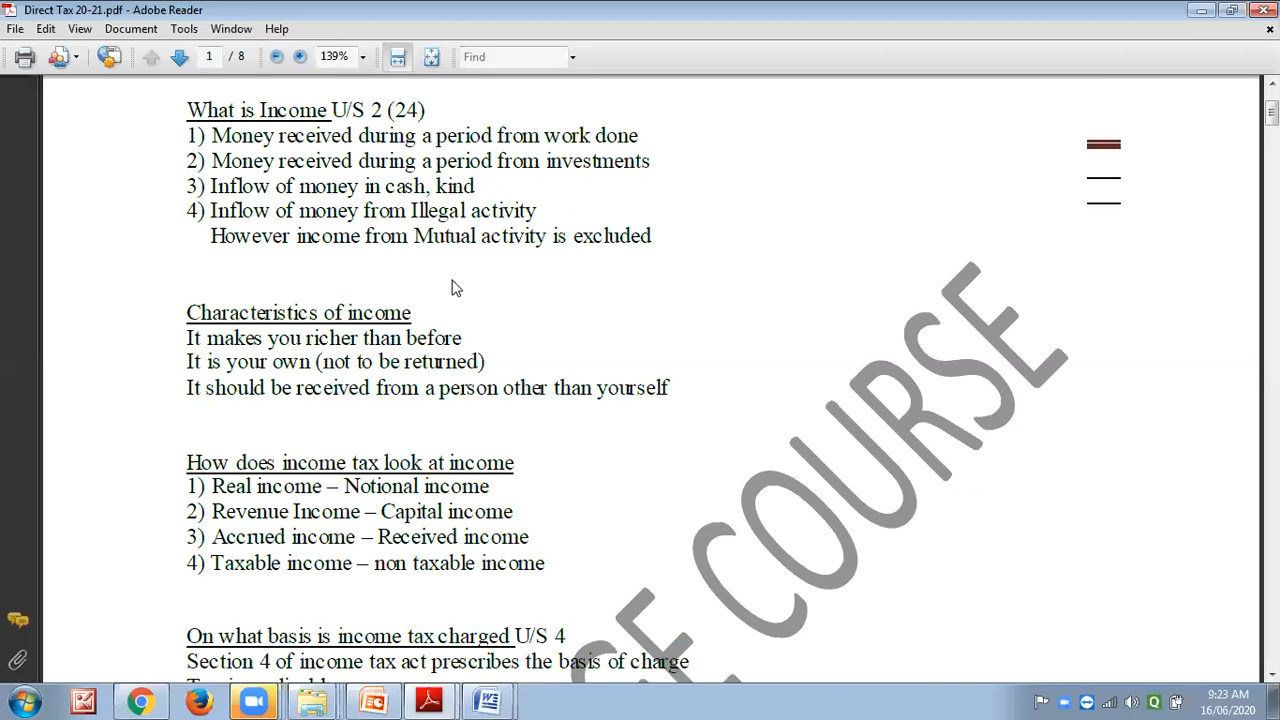 Direct Tax 20-21.pdf - Adobe Reader
File Edit View Document Tools Window Help
1 / 8 139% Find
What is Income U/S 2 (24)
1) Money received during a period from work done
2) Money received during a period from investments
3) Inflow of money in cash, kind
4) Inflow of money from Illegal activity
However income from Mutual activity is excluded
Characteristics of income
It makes you richer than before
It is your own (not to be returned)
It should be received from a person other than yourself
How does income tax look at income
1) Real income – Notional income
2) Revenue Income – Capital income
3) Accrued income – Received income
4) Taxable income – non taxable income
On what basis is income tax charged U/S 4
Section 4 of income tax act prescribes the basis of charge
SE COURSE
9:23 AM
16/06/2020